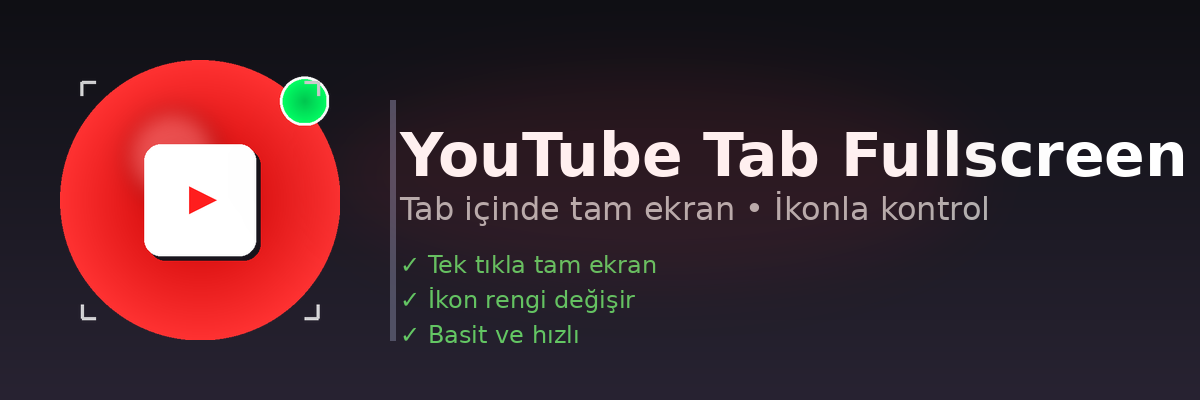 YouTube Tab Fullscreen
Tab içinde tam ekran • İkonla kontrol
✓ Tek tıkla tam ekran
✓ İkon rengi değişir
✓ Basit ve hızlı